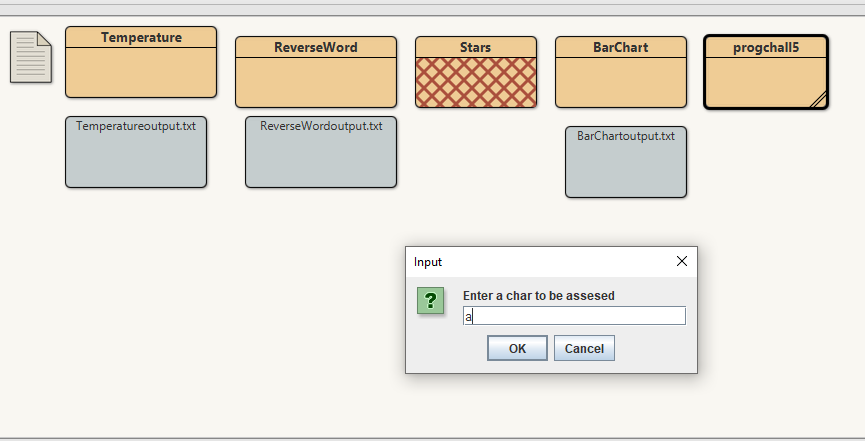 Temperature
ReverseWord
Stars
BarChart
progchall5
Temperatureoutput.txt
ReverseWordoutput.txt
BarChartoutput.txt
Input
?
Enter a char to be assesed
a
OK
Cancel